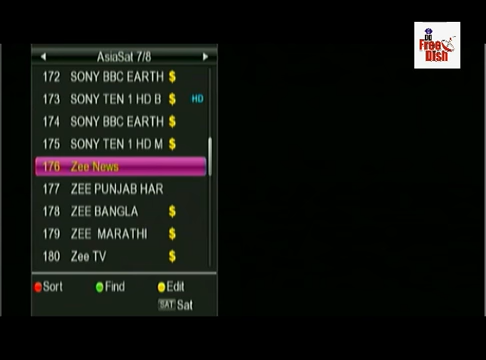 DD
Free
Dish
AsiaSat 7/8
172 SONY BBC EARTH $
173 SONY TEN 1 HD B $ HD
174 SONY BBC EARTH $
175 SONY TEN 1 HD M $
176 Zee News
177 ZEE PUNJAB HAR
178 ZEE BANGLA $
179 ZEE MARATHI $
180 Zee TV $
Sort Find Edit
SAT Sat